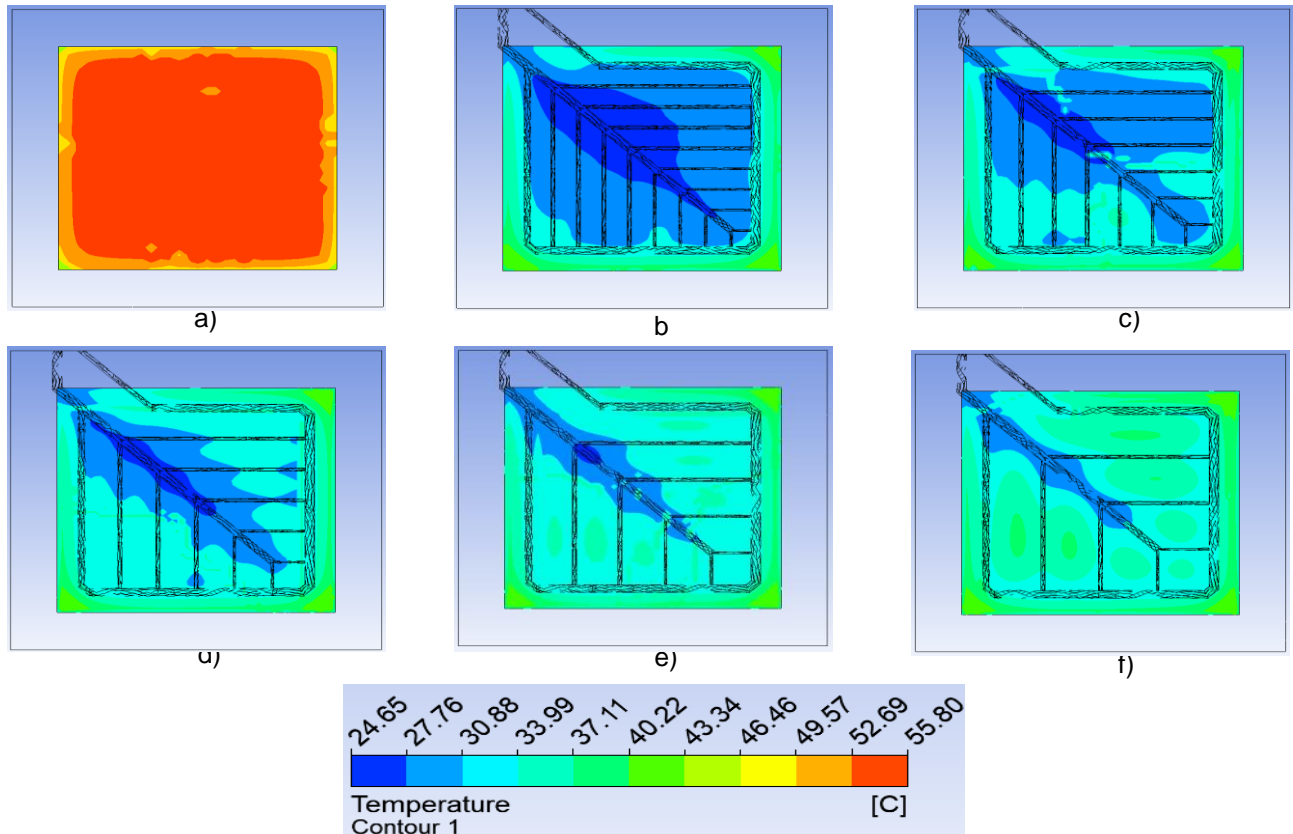 a)
b
c)
d)
e)
f)
24.65 27.76 30.88 33.99 37.11 40.22 43.34 46.46 49.57 52.69 55.80
Temperature [C]
Contour 1